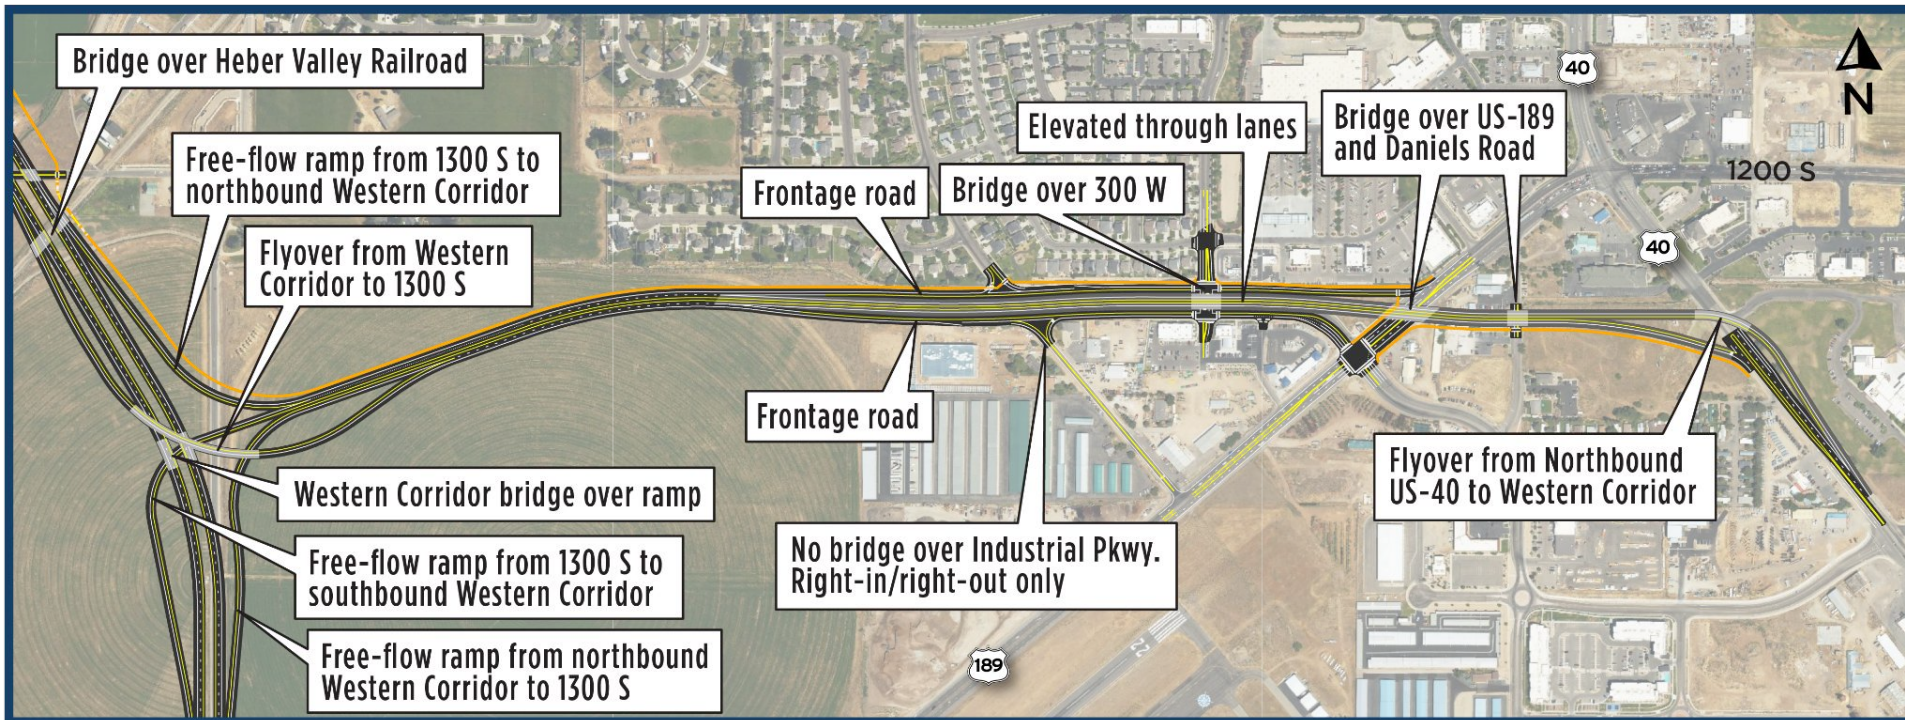 Bridge over Heber Valley Railroad
Free-flow ramp from 1300 S to
northbound Western Corridor
Flyover from Western
Corridor to 1300 S
Frontage road
Bridge over 300 W
Elevated through lanes
Bridge over US-189
and Daniels Road
40
1200 S
N
40
Frontage road
Western Corridor bridge over ramp
Free-flow ramp from 1300 S to
southbound Western Corridor
Free-flow ramp from northbound
Western Corridor to 1300 S
No bridge over Industrial Pkwy.
Right-in/right-out only
Flyover from Northbound
US-40 to Western Corridor
189
22